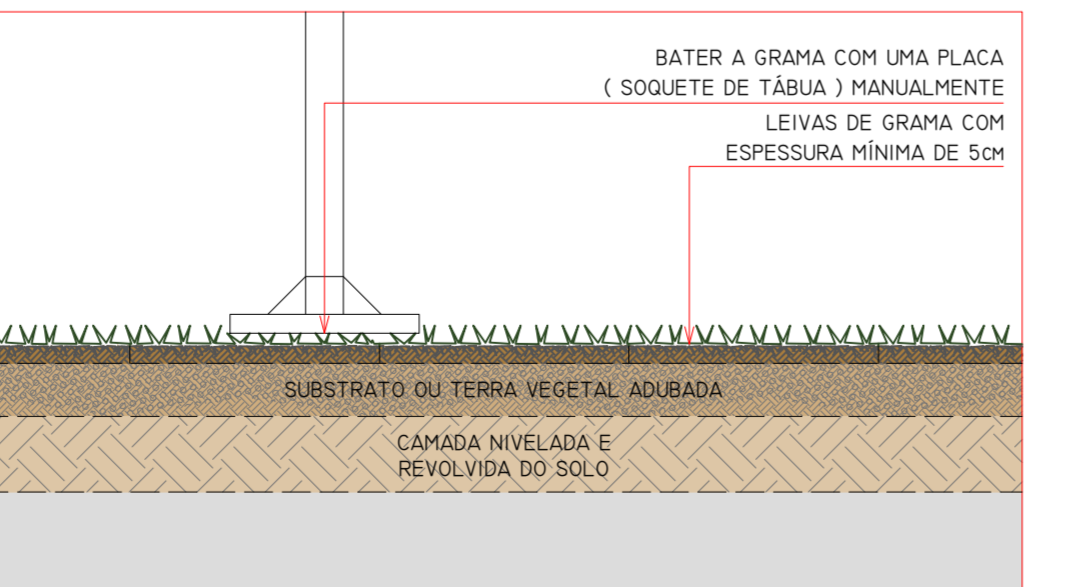 BATER A GRAMA COM UMA PLACA
( SOQUETE DE TÁBUA ) MANUALMENTE
LEIVAS DE GRAMA COM
ESPESSURA MÍNIMA DE 5CM
SUBSTRATO OU TERRA VEGETAL ADUBADA
CAMADA NIVELADA E
REVOLVIDA DO SOLO